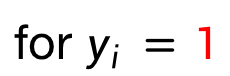 for yᵢ = 1